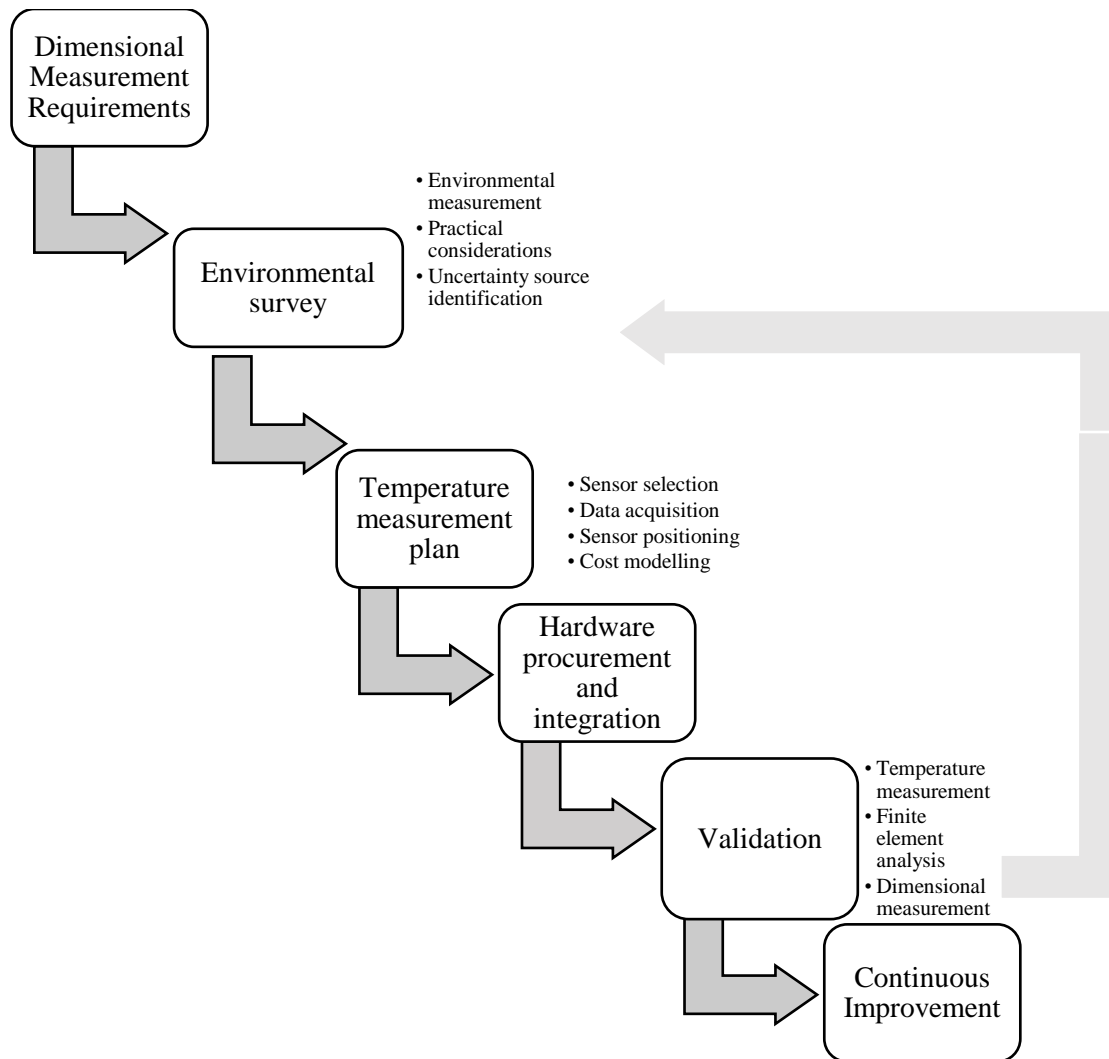 Dimensional
Measurement
Requirements
• Environmental
measurement
• Practical
considerations
• Uncertainty source
identification
Environmental
survey
Temperature
measurement
plan
• Sensor selection
• Data acquisition
• Sensor positioning
• Cost modelling
Hardware
procurement
and
integration
Validation
• Temperature
measurement
• Finite
element
analysis
• Dimensional
measurement
Continuous
Improvement